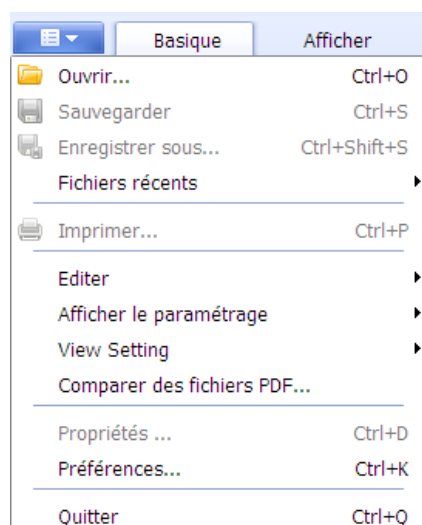 Basique Afficher
Ouvrir... Ctrl+O
Sauvegarder Ctrl+S
Enregistrer sous... Ctrl+Shift+S
Fichiers récents
Imprimer... Ctrl+P
Editer
Afficher le paramétrage
View Setting
Comparer des fichiers PDF...
Propriétés ... Ctrl+D
Préférences... Ctrl+K
Quitter Ctrl+Q